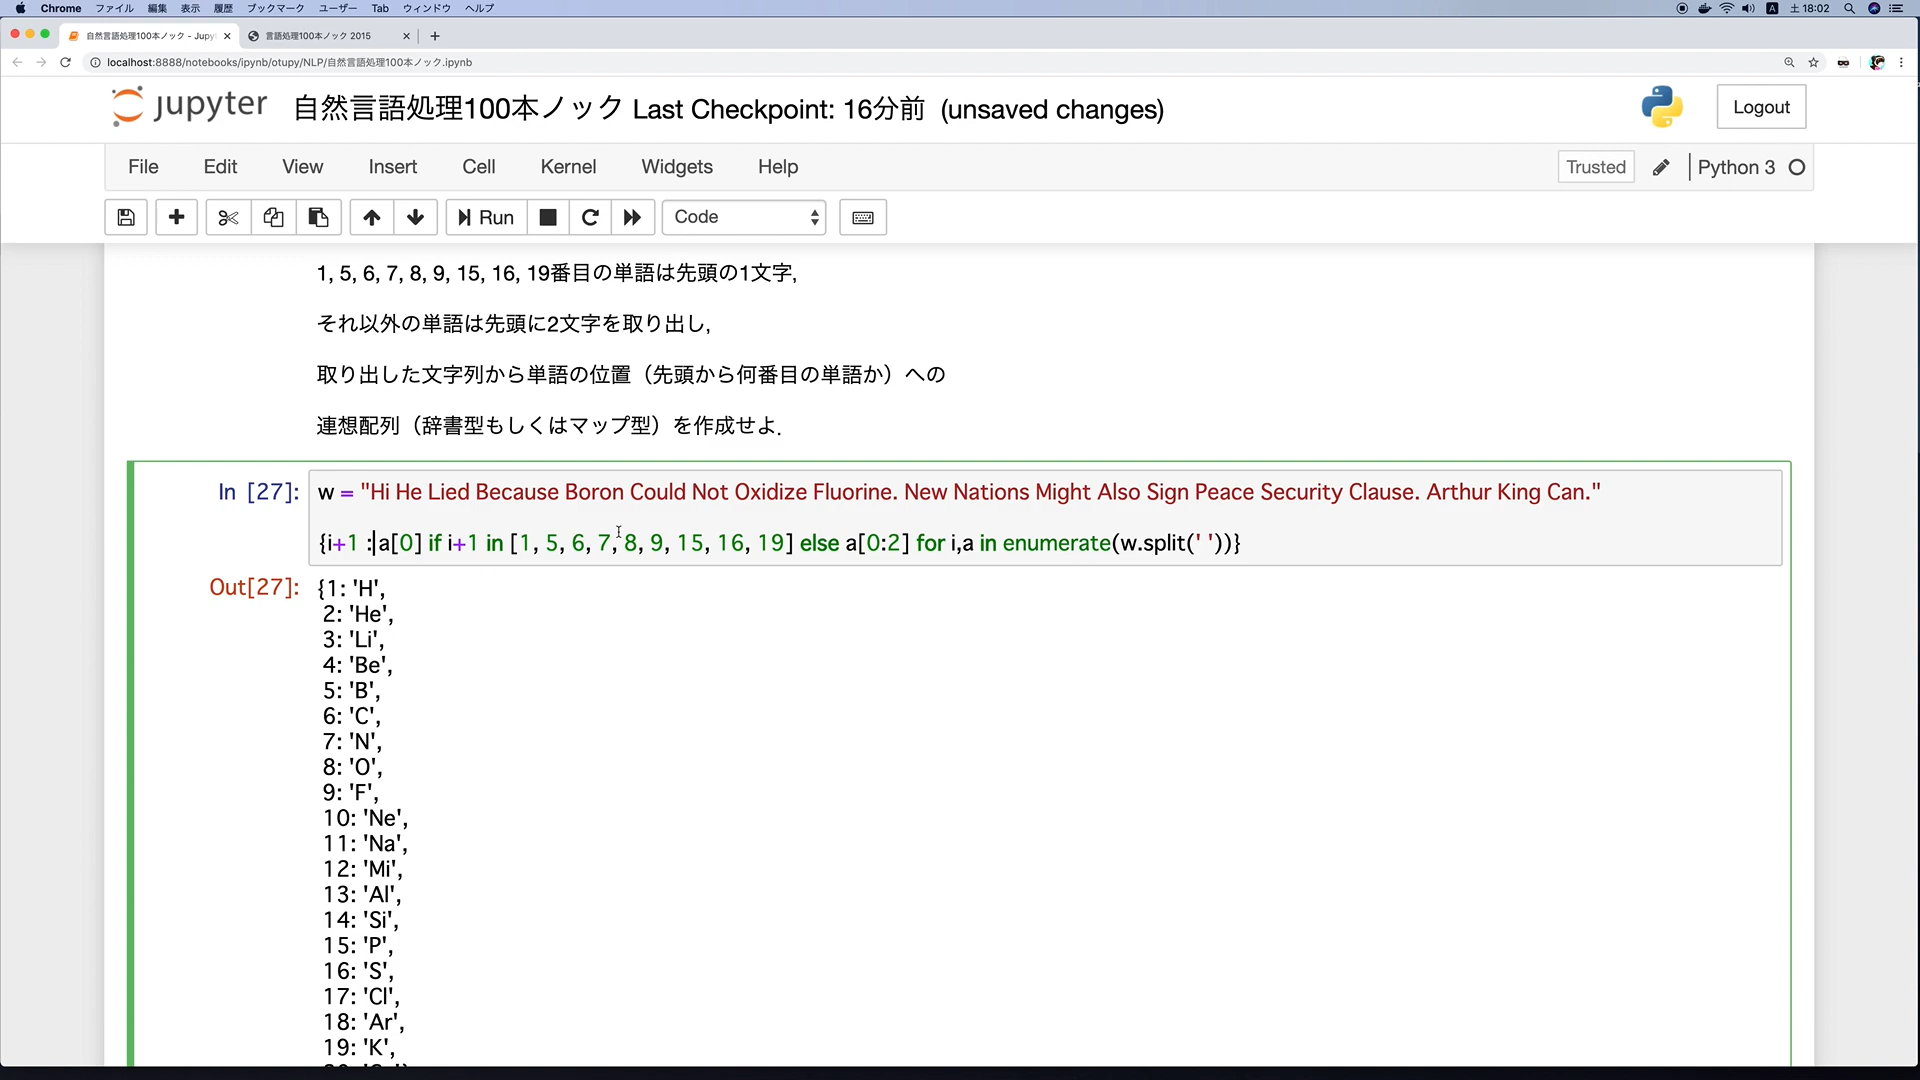 Chrome ファイル 編集 表示 履歴 ブックマーク ユーザー Tab ウィンドウ ヘルプ
A 土 18:02
自然言語処理100本ノック - Jupy
言語処理100本ノック 2015
localhost:8888/notebooks/ipynb/otupy/NLP/自然言語処理100本ノック.ipynb
jupyter 自然言語処理100本ノック Last Checkpoint: 16分前 (unsaved changes)
Logout
File Edit View Insert Cell Kernel Widgets Help
Trusted Python 3
Run Code
1, 5, 6, 7, 8, 9, 15, 16, 19番目の単語は先頭の1文字,
それ以外の単語は先頭に2文字を取り出し,
取り出した文字列から単語の位置（先頭から何番目の単語か）への
連想配列（辞書型もしくはマップ型）を作成せよ.
In [27]: w = "Hi He Lied Because Boron Could Not Oxidize Fluorine. New Nations Might Also Sign Peace Security Clause. Arthur King Can."
{i+1 : a[0] if i+1 in [1, 5, 6, 7, 8, 9, 15, 16, 19] else a[0:2] for i,a in enumerate(w.split(' '))}
Out[27]: {1: 'H',
2: 'He',
3: 'Li',
4: 'Be',
5: 'B',
6: 'C',
7: 'N',
8: 'O',
9: 'F',
10: 'Ne',
11: 'Na',
12: 'Mi',
13: 'Al',
14: 'Si',
15: 'P',
16: 'S',
17: 'Cl',
18: 'Ar',
19: 'K',